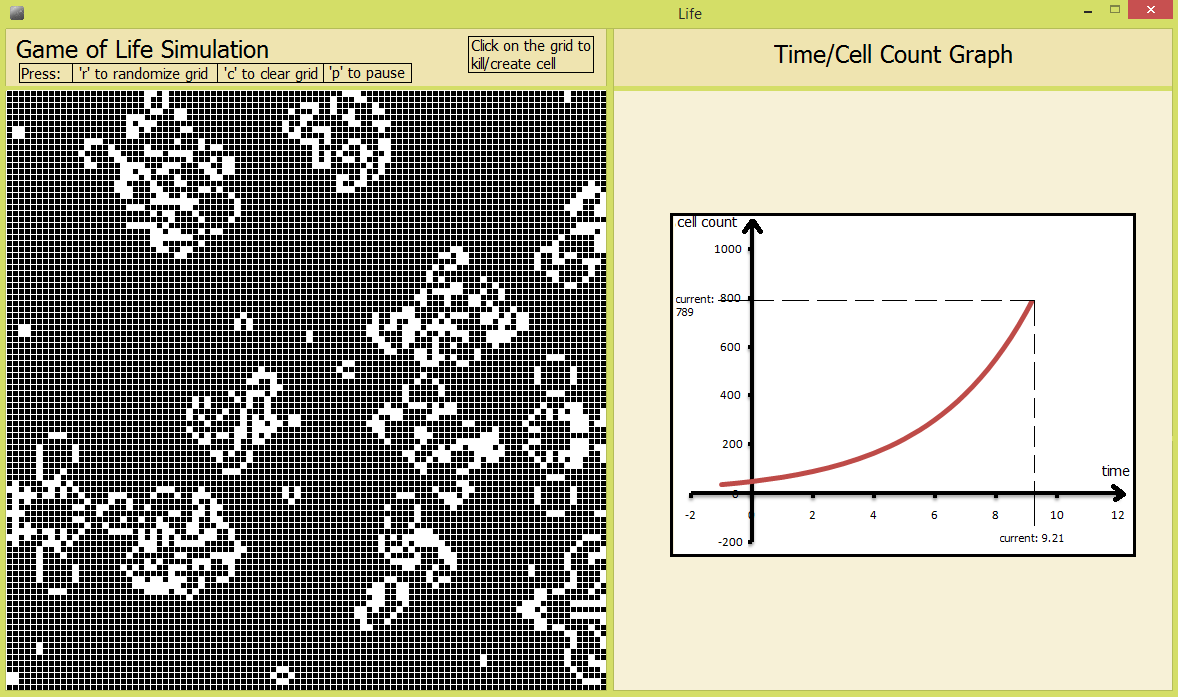 Life
Game of Life Simulation
Press: 'r' to randomize grid 'c' to clear grid 'p' to pause
Click on the grid to
kill/create cell
Time/Cell Count Graph
cell count
1000
800
current:
789
600
400
200
0
-200
time
-2 0 2 4 6 8 10 12
current: 9.21